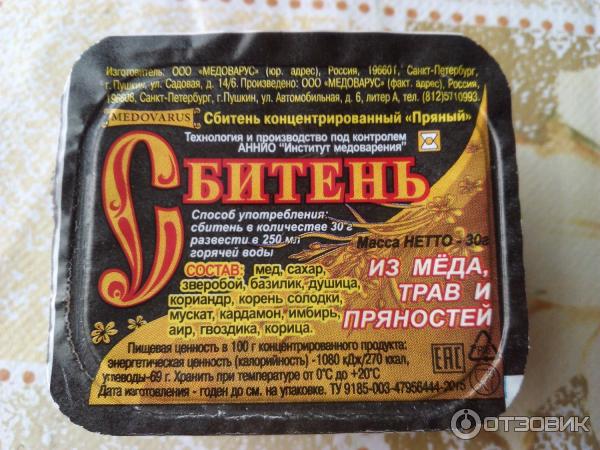 Изготовитель: ООО «МЕДОВАРУС» (юр. адрес), Россия, 196601, Санкт-Петербург,
г. Пушкин, ул. Садовая, д. 14/6. Произведено: ООО «МЕДОВАРУС» (факт. адрес), Россия,
196608, Санкт-Петербург, г.Пушкин, ул. Автомобильная, д. 6, литер А, тел. (812)5710993.
MEDOVARUS Сбитень концентрированный «Пряный»
Технология и производство под контролем
АННИО "Институт медоварения"
СБИТЕНЬ
Способ употребления:
сбитень в количестве 30 г
развести в 250 мл
горячей воды
Масса НЕТТО - 30г
СОСТАВ: мед, сахар,
зверобой, базилик, душица,
кориандр, корень солодки,
мускат, кардамон, имбирь,
аир, гвоздика, корица.
ИЗ МЁДА,
ТРАВ И
ПРЯНОСТЕЙ
Пищевая ценность в 100 г концентрированного продукта:
энергетическая ценность (калорийность) -1080 кДж/270 ккал,
углеводы-69 г. Хранить при температуре от 0°С до +20°С
Дата изготовления - годен до см. на упаковке. ТУ 9185-003-47956444-2015
ЕАС
ОТЗОВИК